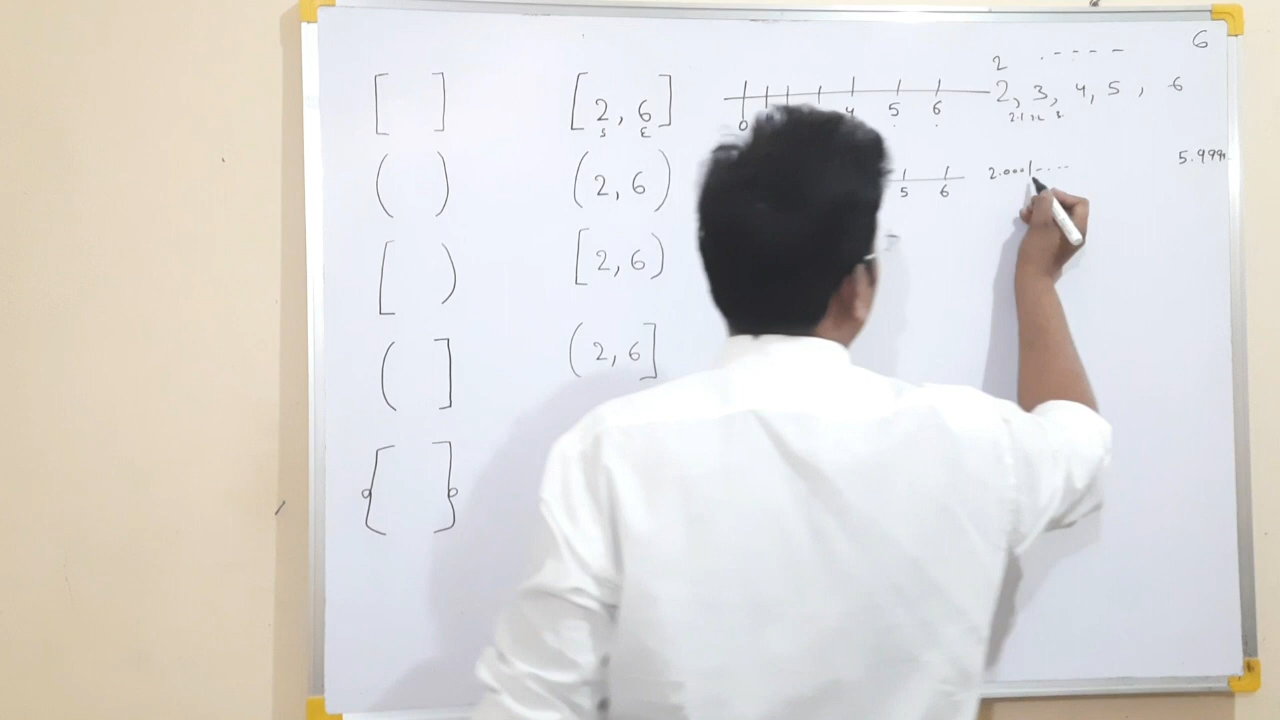 2 . - - - - 6
[ ] [2, 6] 2, 3, 4, 5, 6
S E 0 4 5 6
( ) (2, 6) 5 6 2.0001 - . . . 5.999
[ ) [2, 6)
( ] (2, 6]
{ }